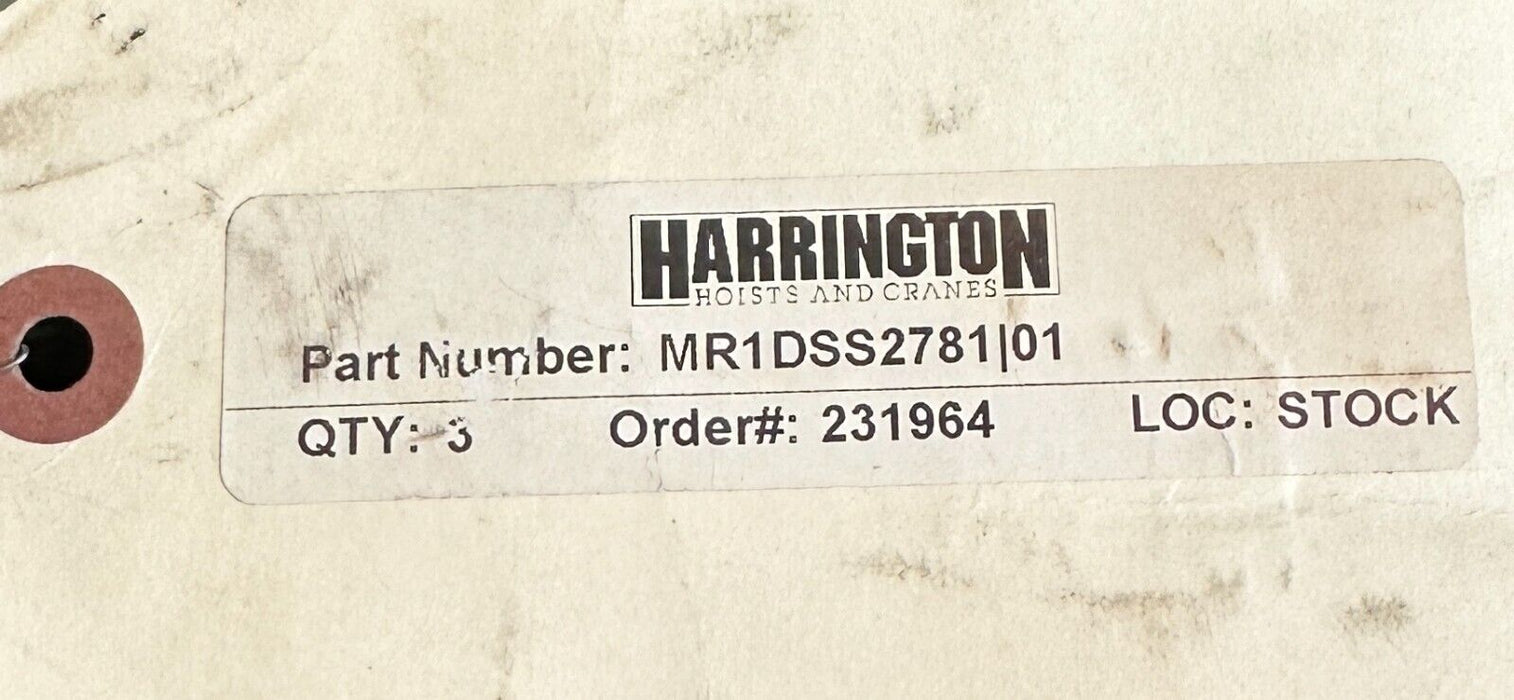 HARRINGTON
HOISTS AND CRANES
Part Number: MR1DSS2781|01
QTY: 3 Order#: 231964 LOC: STOCK